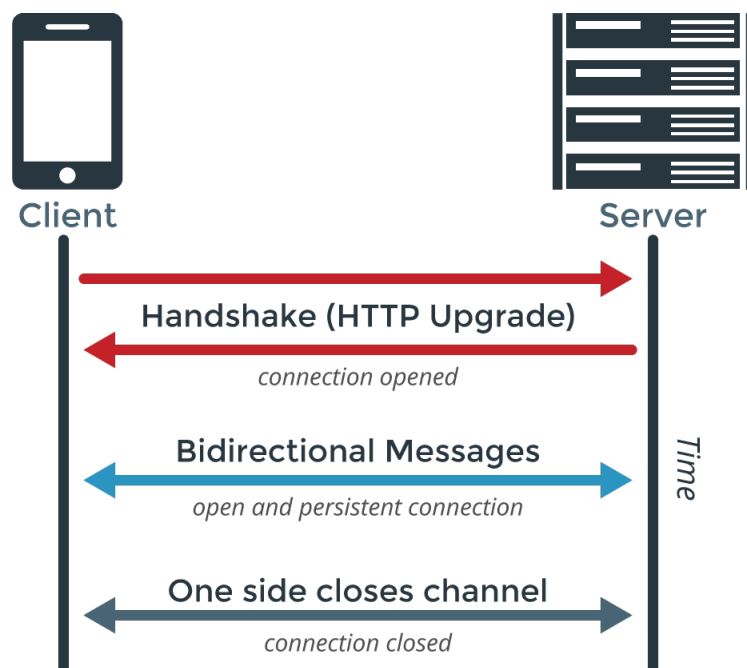 Client
Server
Handshake (HTTP Upgrade)
connection opened
Bidirectional Messages
open and persistent connection
Time
One side closes channel
connection closed